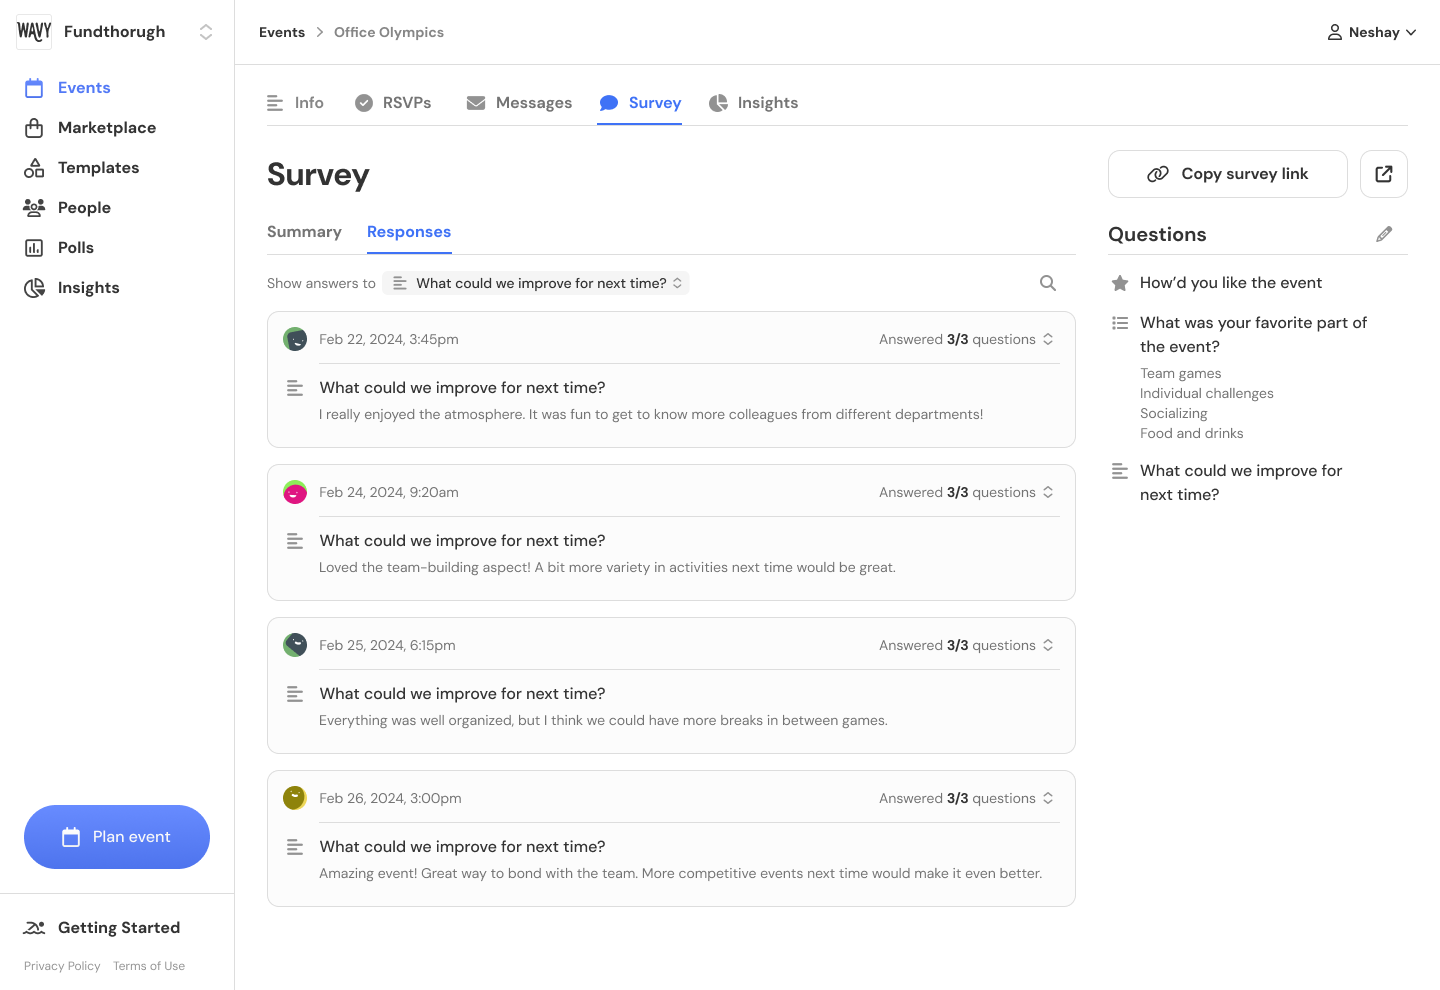 WAVY
Fundthorugh
Events
Marketplace
Templates
People
Polls
Insights
Plan event
Getting Started
Privacy Policy Terms of Use
Events Office Olympics
Neshay
Info RSVPs Messages Survey Insights
Survey
Copy survey link
Summary Responses
Show answers to What could we improve for next time?
Feb 22, 2024, 3:45pm Answered 3/3 questions
What could we improve for next time?
I really enjoyed the atmosphere. It was fun to get to know more colleagues from different departments!
Feb 24, 2024, 9:20am Answered 3/3 questions
What could we improve for next time?
Loved the team-building aspect! A bit more variety in activities next time would be great.
Feb 25, 2024, 6:15pm Answered 3/3 questions
What could we improve for next time?
Everything was well organized, but I think we could have more breaks in between games.
Feb 26, 2024, 3:00pm Answered 3/3 questions
What could we improve for next time?
Amazing event! Great way to bond with the team. More competitive events next time would make it even better.
Questions
How’d you like the event
What was your favorite part of
the event?
Team games
Individual challenges
Socializing
Food and drinks
What could we improve for
next time?